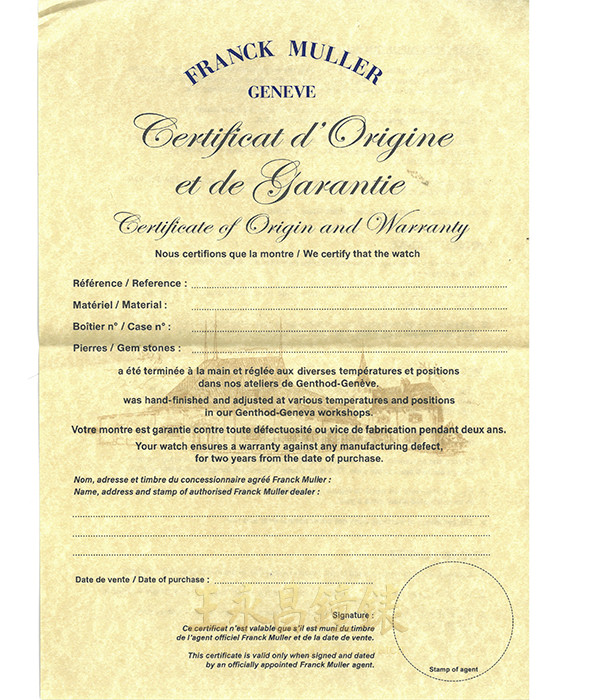 FRANCK MULLER
GENEVE
Certificat d'Origine
et de Garantie
Certificate of Origin and Warranty
Nous certifions que la montre / We certify that the watch
Référence / Reference :
Matériel / Material :
Boîtier n° / Case n° :
Pierres / Gem stones :
a été terminée à la main et réglée aux diverses températures et positions
dans nos ateliers de Genthod-Genêve.
was hand-finished and adjusted at various temperatures and positions
in our Genthod-Geneva workshops.
Votre montre est garantie contre toute défectuosité ou vice de fabrication pendant deux ans.
Your watch ensures a warranty against any manufacturing defect,
for two years from the date of purchase.
Nom, adresse et timbre du concessionnaire agréé Franck Muller :
Name, address and stamp of authorised Franck Muller dealer :
Date de vente / Date of purchase :
王永昌鐘錶
Signature :
Ce certificat n'est valable que s'il est muni du timbre
de l'agent officiel Franck Muller et de la date de vente.
This certificate is valid only when signed and dated
by an officially appointed Franck Muller agent.
Stamp of agent